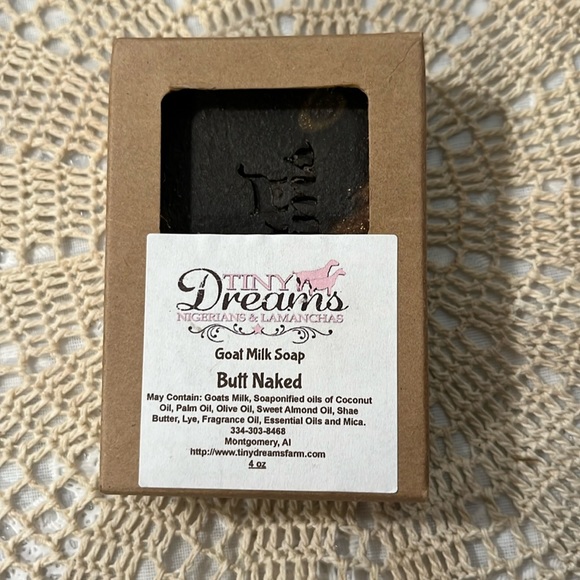 TINY
Dreams
NIGERIANS & LAMANCHAS
Goat Milk Soap
Butt Naked
May Contain: Goats Milk, Soaponified oils of Coconut
Oil, Palm Oil, Olive Oil, Sweet Almond Oil, Shae
Butter, Lye, Fragrance Oil, Essential Oils and Mica.
334-303-8468
Montgomery, Al
http://www.tinydreamsfarm.com
4 oz